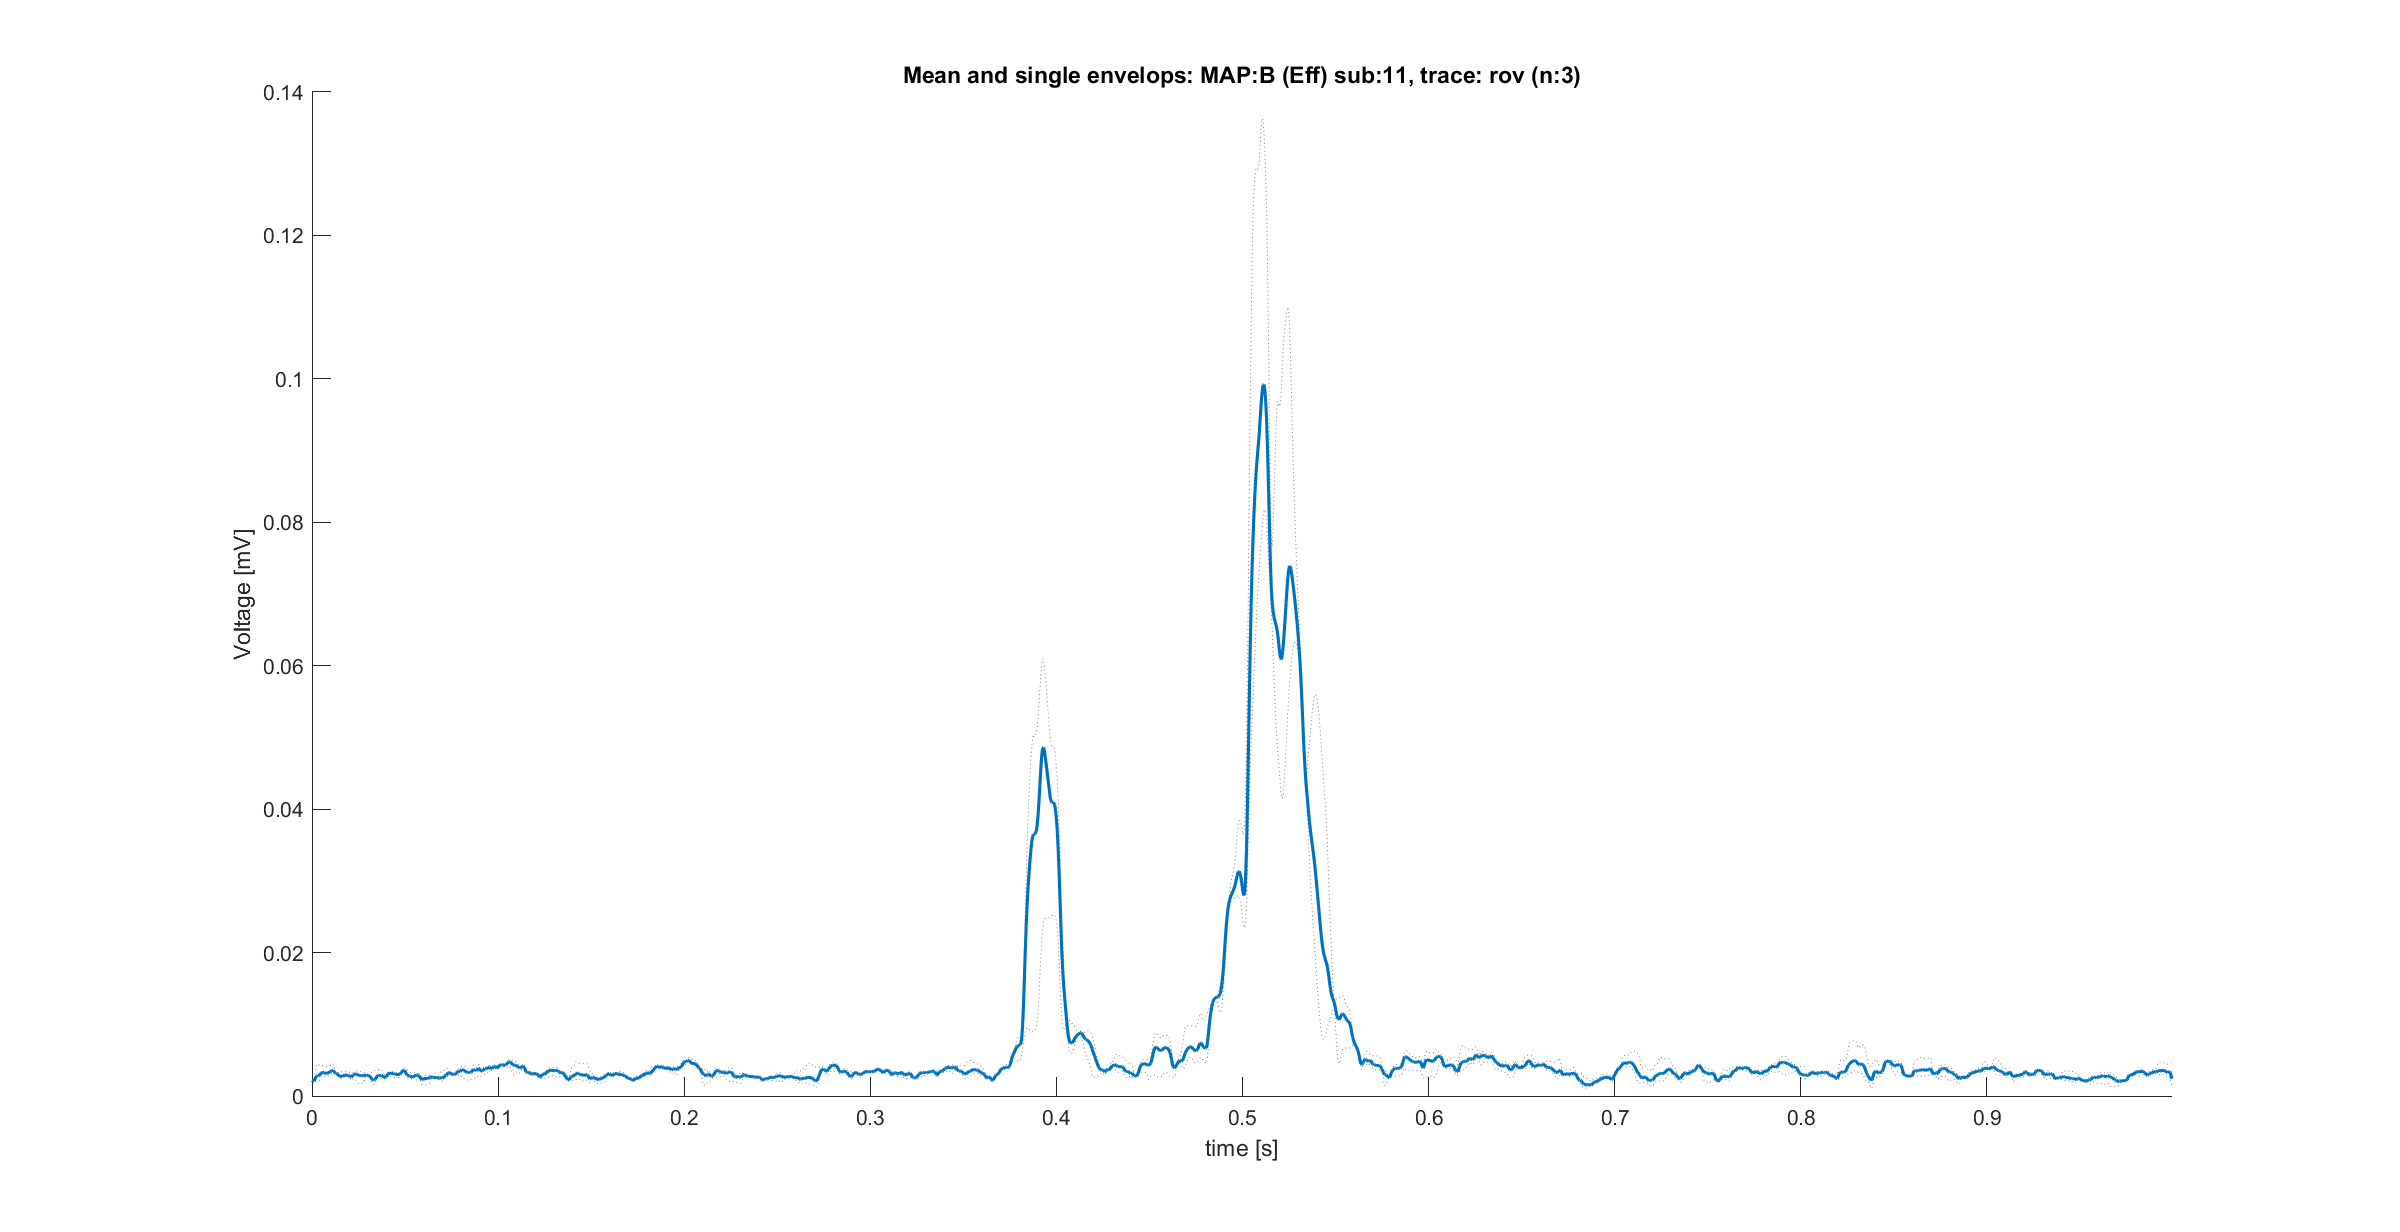 Mean and single envelops: MAP:B (Eff) sub:11, trace: rov (n:3)
0.14
0.12
0.1
0.08
0.06
0.04
0.02
0
Voltage [mV]
0 0.1 0.2 0.3 0.4 0.5 0.6 0.7 0.8 0.9
time [s]